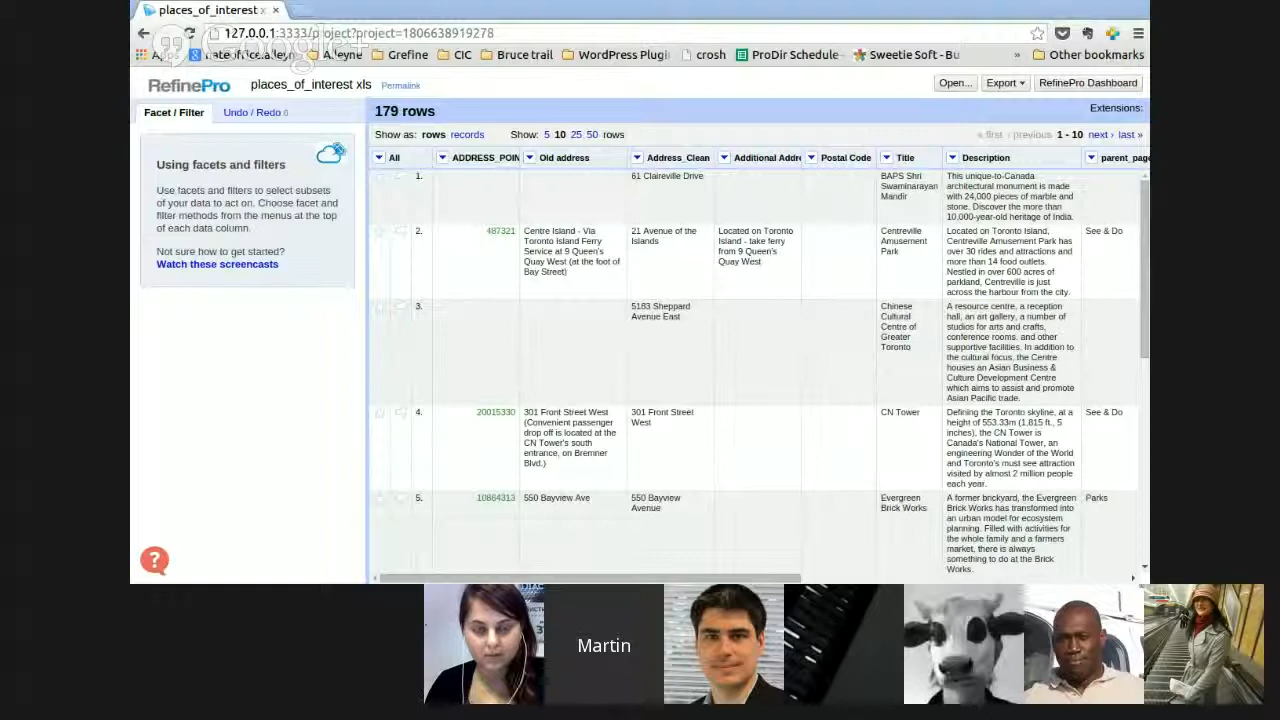 places_of_interest x
127.0.0.1:3333/project?project=1806638919278
Google+
Apps
Alleyne
Grefine
CIC
Bruce trail
WordPress Plugi
crosh
ProDir Schedule
Sweetie Soft - Bu
»
Other bookmarks
RefinePro
places_of_interest xls
Permalink
Open...
Export
RefinePro Dashboard
Facet / Filter
Undo / Redo 0
179 rows
Extensions:
Show as: rows records
Show: 5 10 25 50 rows
« first ‹ previous 1 - 10 next › last »
Using facets and filters
Use facets and filters to select subsets
of your data to act on. Choose facet and
filter methods from the menus at the top
of each data column.
Not sure how to get started?
Watch these screencasts
All
ADDRESS_POIN
Old address
Address_Clean
Additional Addre
Postal Code
Title
Description
parent_page
1.
61 Claireville Drive
BAPS Shri
Swaminarayan
Mandir
This unique-to-Canada
architectural monument is made
with 24,000 pieces of marble and
stone. Discover the more than
10,000-year-old heritage of India.
2.
487321
Centre Island - Via
Toronto Island Ferry
Service at 9 Queen's
Quay West (at the foot of
Bay Street)
21 Avenue of the
Islands
Located on Toronto
Island - take ferry
from 9 Queen's
Quay West
Centreville
Amusement
Park
Located on Toronto Island,
Centreville Amusement Park has
over 30 rides and attractions and
more than 14 food outlets.
Nestled in over 600 acres of
parkland, Centreville is just
across the harbour from the city.
See & Do
3.
5183 Sheppard
Avenue East
Chinese
Cultural
Centre of
Greater
Toronto
A resource centre, a reception
hall, an art gallery, a number of
studios for arts and crafts,
conference rooms, and other
supportive facilities. In addition to
the cultural focus, the Centre
houses an Asian Business &
Culture Development Centre
which aims to assist and promote
Asian Pacific trade.
4.
20015330
301 Front Street West
(Convenient passenger
drop off is located at the
CN Tower's south
entrance, on Bremner
Blvd.)
301 Front Street
West
CN Tower
Defining the Toronto skyline, at a
height of 553.33m (1,815 ft., 5
inches), the CN Tower is
Canada's National Tower, an
engineering Wonder of the World
and Toronto's must see attraction
visited by almost 2 million people
each year.
See & Do
5.
10864313
550 Bayview Ave
550 Bayview
Avenue
Evergreen
Brick Works
A former brickyard, the Evergreen
Brick Works has transformed into
an urban model for ecosystem
planning. Filled with activities for
the whole family and a farmers
market, there is always
something to do at the Brick
Works.
Parks
?
Martin